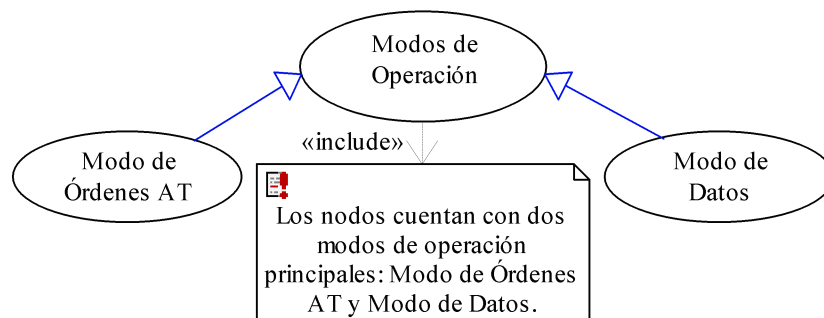 Modos de
Operación
«include»
Modo de
Órdenes AT
Modo de
Datos
Los nodos cuentan con dos
modos de operación
principales: Modo de Órdenes
AT y Modo de Datos.